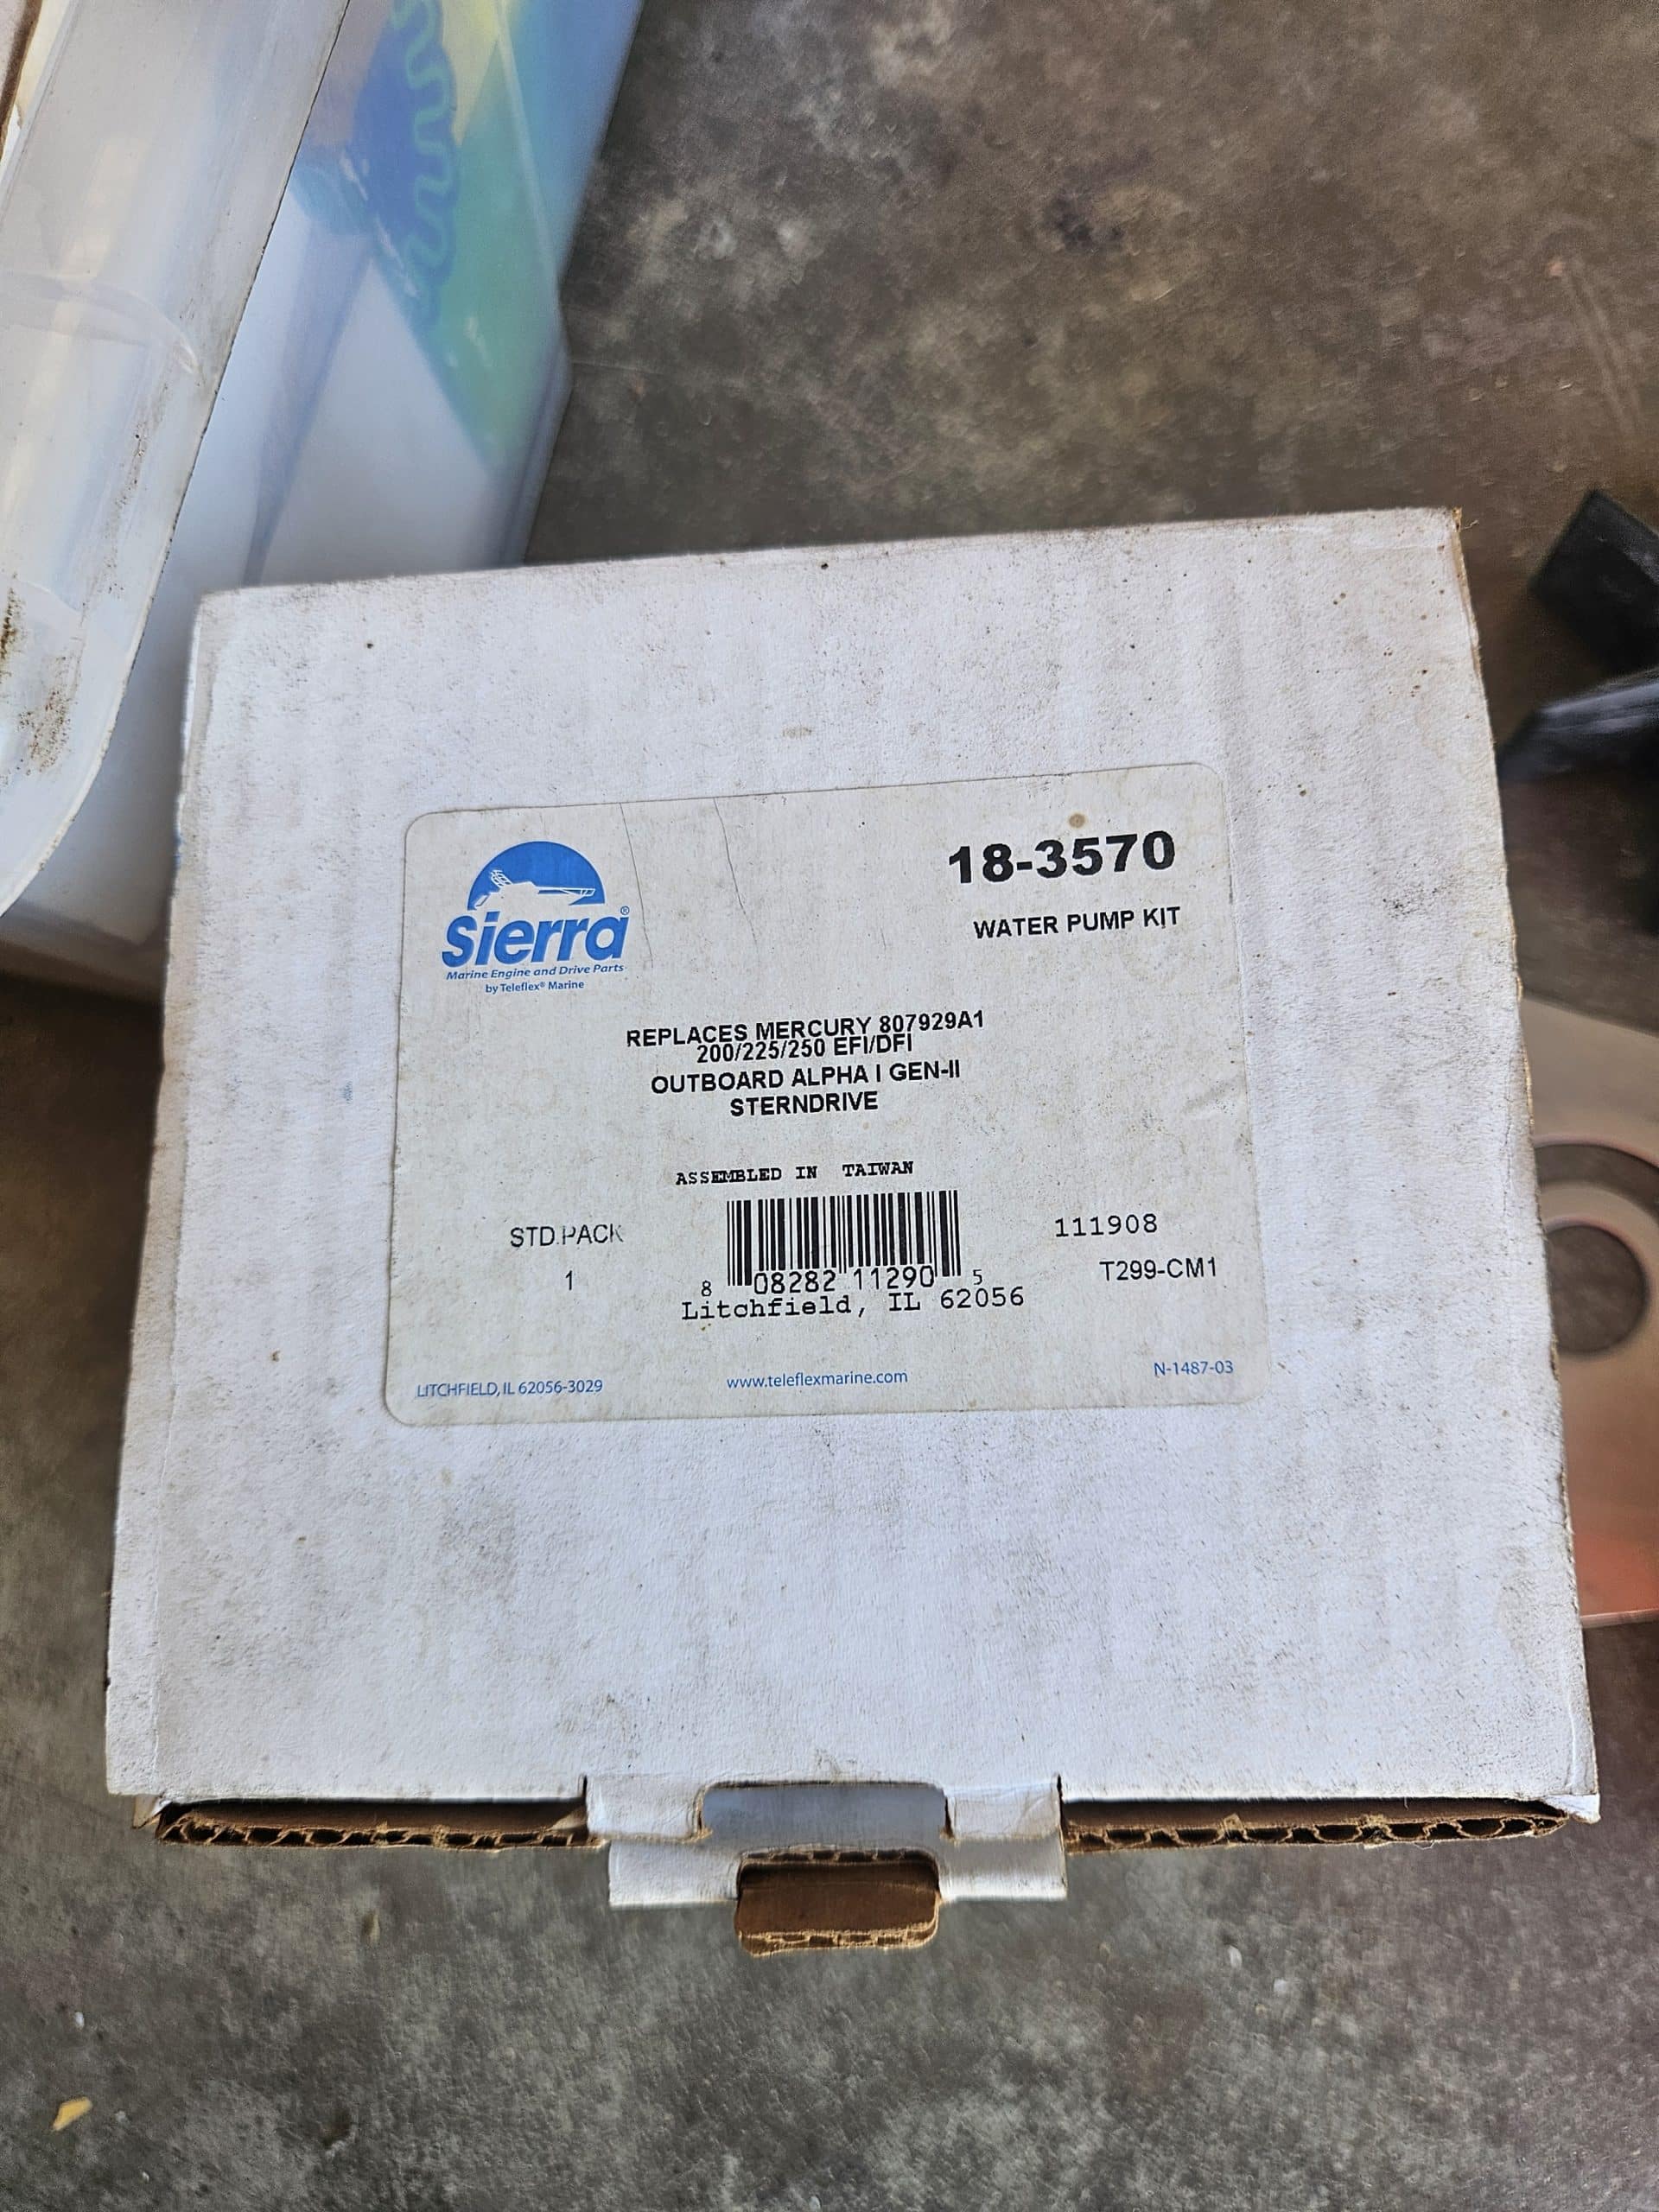 Sierra®
Marine Engine and Drive Parts
by Teleflex® Marine
18-3570
WATER PUMP KIT
REPLACES MERCURY 807929A1
200/225/250 EFI/DFI
OUTBOARD ALPHA I GEN-II
STERNDRIVE
ASSEMBLED IN TAIWAN
STD.PACK
1
8 08282 11290 5
Litchfield, IL 62056
111908
T299-CM1
LITCHFIELD, IL 62056-3029
www.teleflexmarine.com
N-1487-03